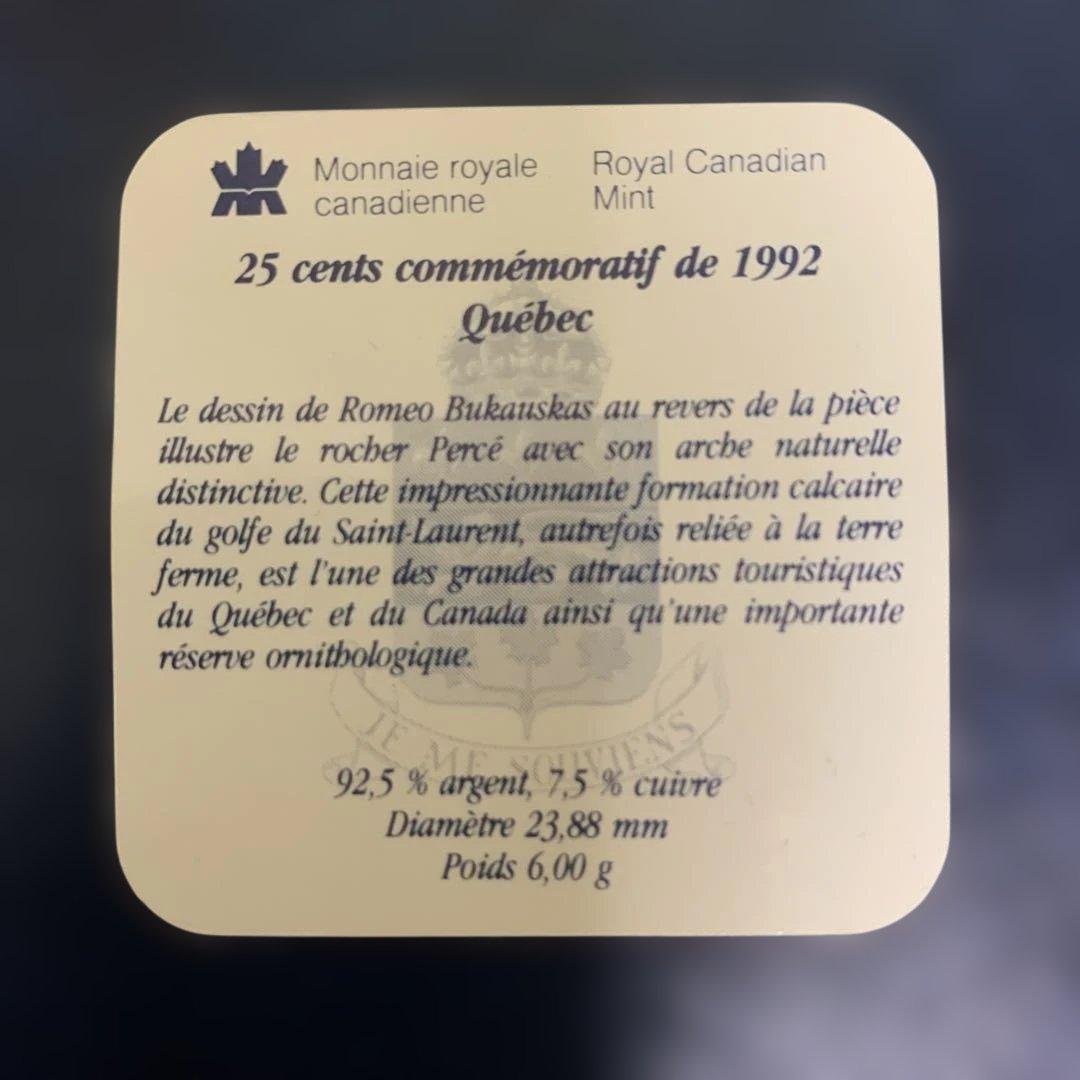 Monnaie royale
canadienne
Royal Canadian
Mint
25 cents commémoratif de 1992
Québec
Le dessin de Romeo Bukauskas au revers de la pièce
illustre le rocher Percé avec son arche naturelle
distinctive. Cette impressionnante formation calcaire
du golfe du Saint-Laurent, autrefois reliée à la terre
ferme, est l'une des grandes attractions touristiques
du Québec et du Canada ainsi qu'une importante
réserve ornithologique.
JE ME SOUVIENS
92,5 % argent, 7,5 % cuivre
Diamètre 23,88 mm
Poids 6,00 g